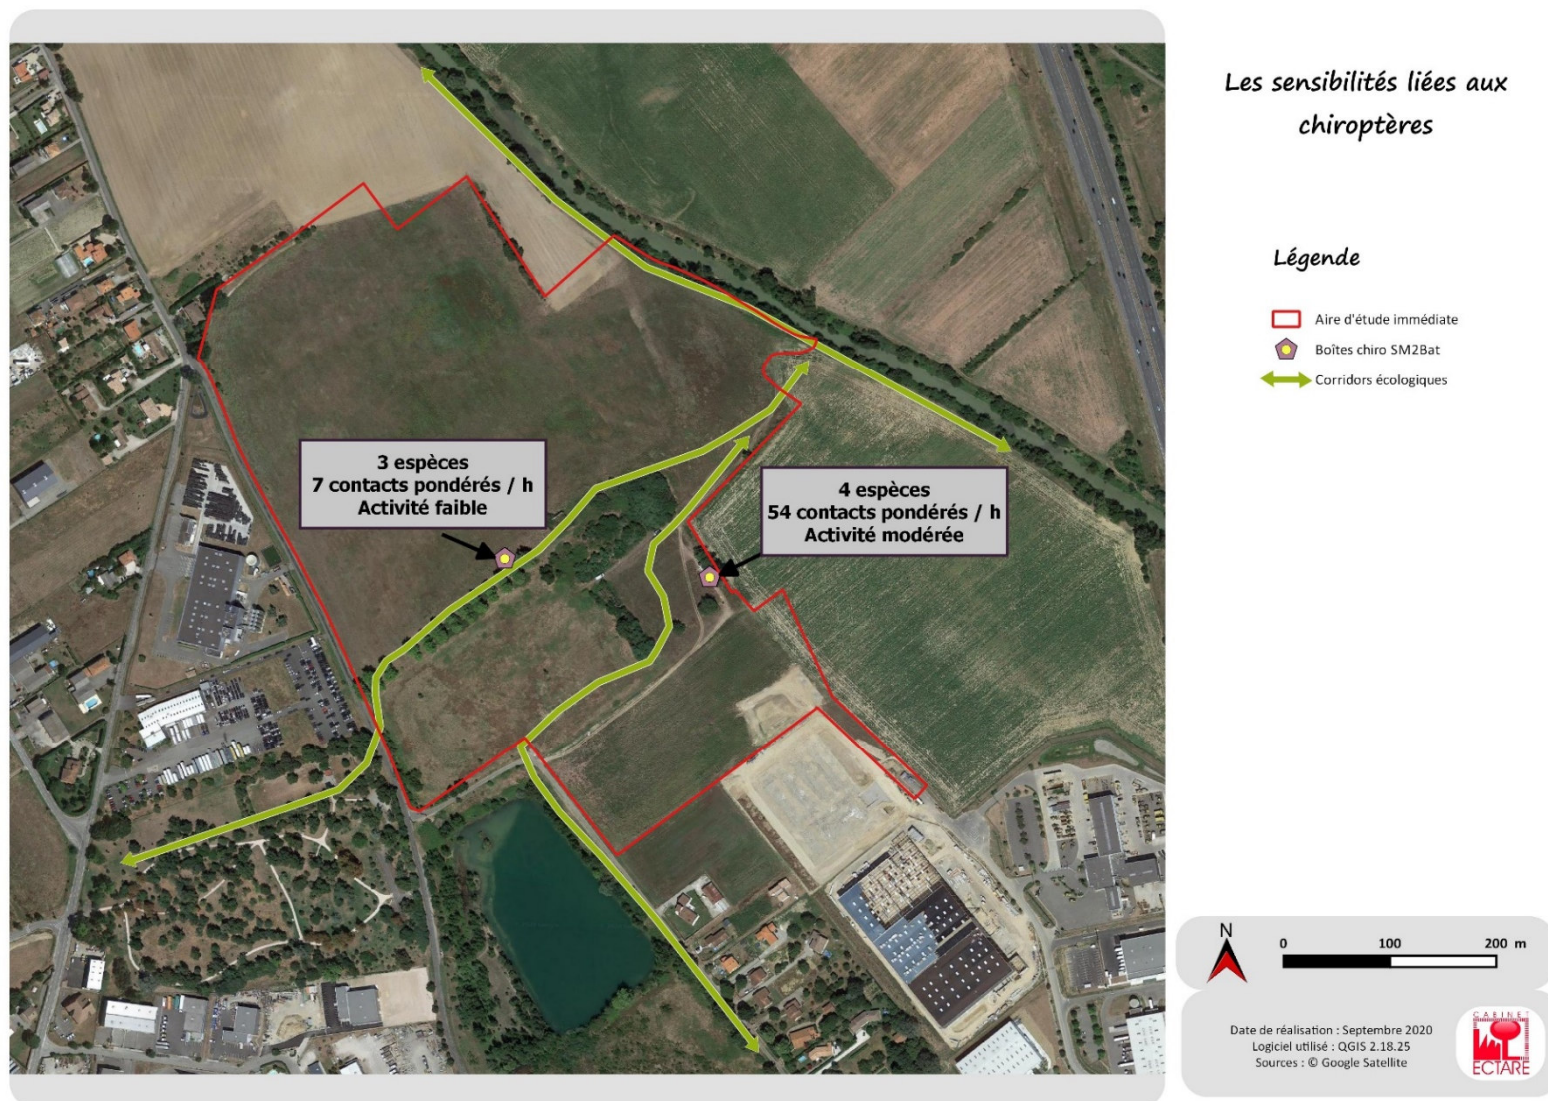 Les sensibilités liées aux
chiroptères
Légende
Aire d'étude immédiate
Boîtes chiro SM2Bat
Corridors écologiques
3 espèces
7 contacts pondérés / h
Activité faible
4 espèces
54 contacts pondérés / h
Activité modérée
N
0 100 200 m
Date de réalisation : Septembre 2020
Logiciel utilisé : QGIS 2.18.25
Sources : © Google Satellite
CABINET
ECTARE